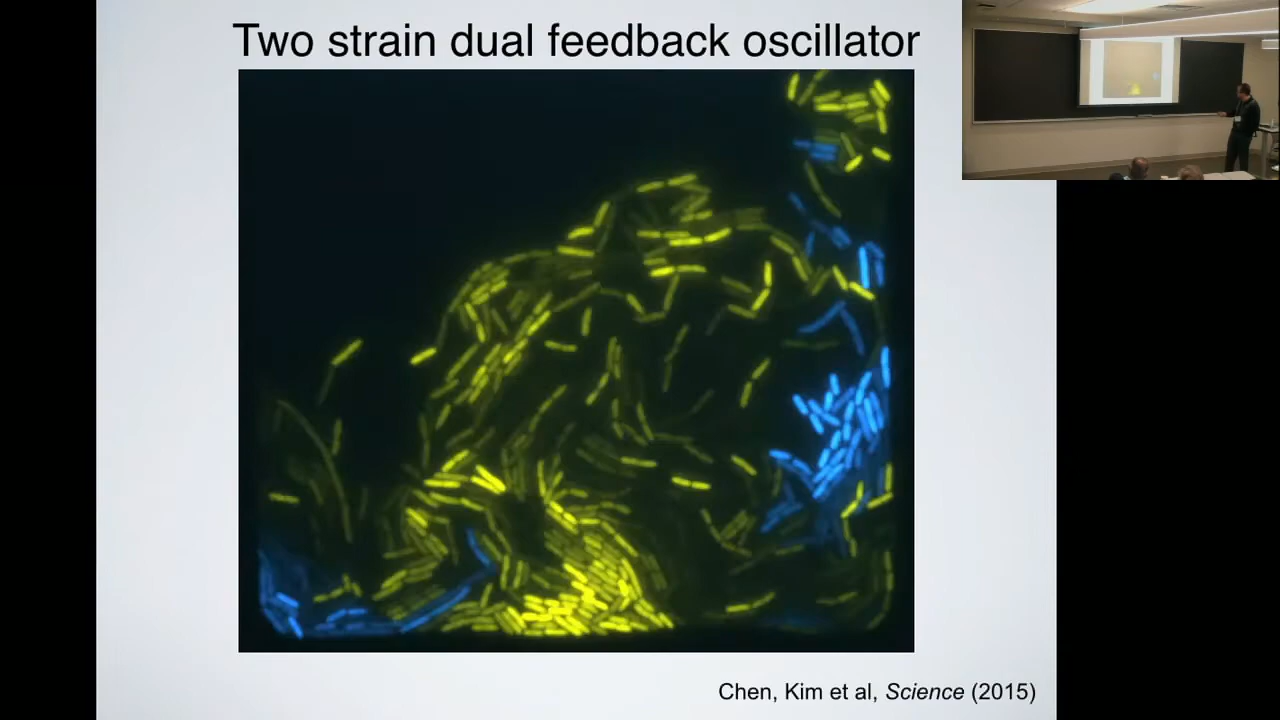 Two strain dual feedback oscillator
Chen, Kim et al, Science (2015)